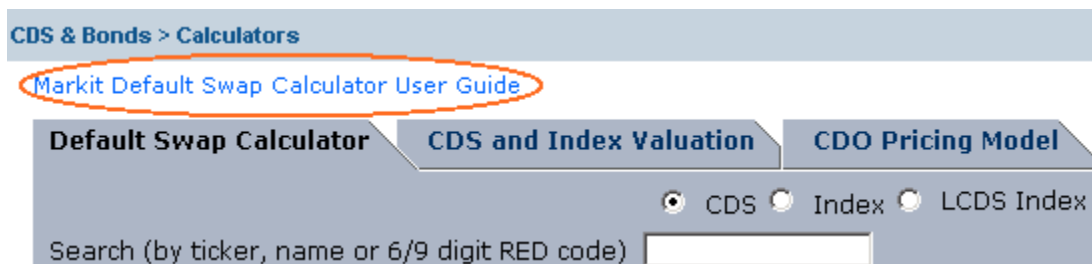 CDS & Bonds > Calculators
Markit Default Swap Calculator User Guide
Default Swap Calculator CDS and Index Valuation CDO Pricing Model
CDS Index LCDS Index
Search (by ticker, name or 6/9 digit RED code)